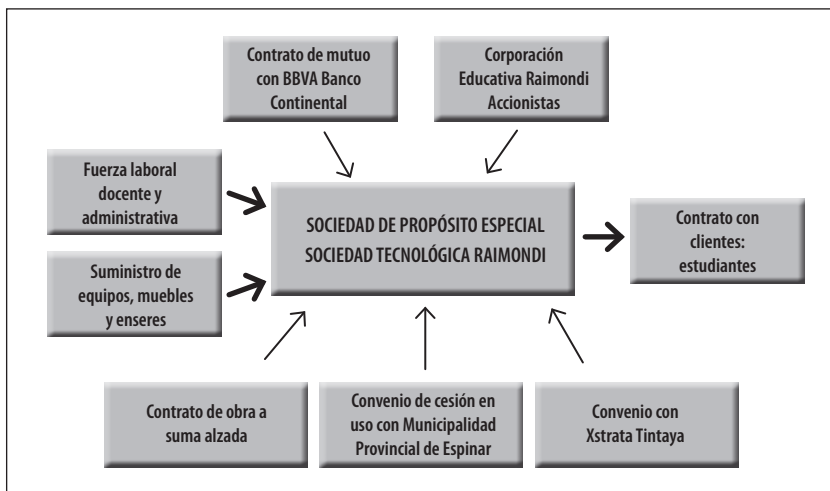 Contrato de mutuo
con BBVA Banco
Continental
Corporación
Educativa Raimondi
Accionistas
Fuerza laboral
docente y
administrativa
SOCIEDAD DE PROPÓSITO ESPECIAL
SOCIEDAD TECNOLÓGICA RAIMONDI
Contrato con
clientes:
estudiantes
Suministro de
equipos, muebles
y enseres
Contrato de obra a
suma alzada
Convenio de cesión en
uso con Municipalidad
Provincial de Espinar
Convenio con
Xstrata Tintaya